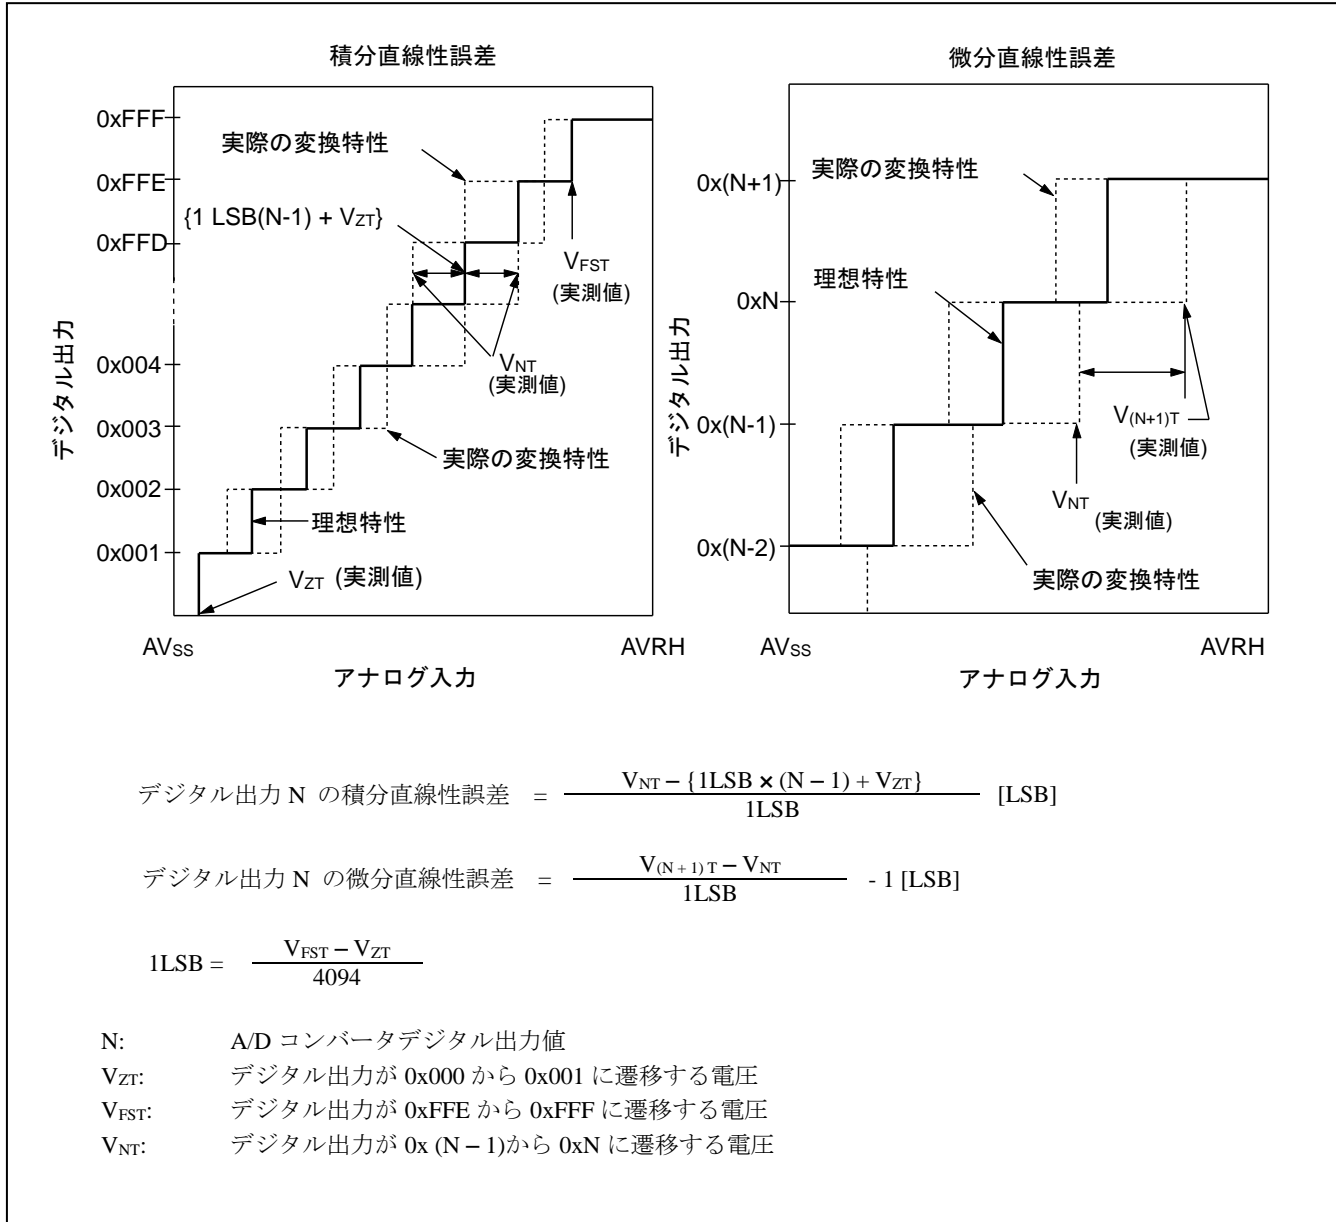 積分直線性誤差
0xFFF
0xFFE
0xFFD
0x004
0x003
0x002
0x001
デジタル出力
実際の変換特性
{1 LSB(N-1) + VZT}
VFST
(実測値)
VNT
(実測値)
実際の変換特性
理想特性
VZT (実測値)
AVSS
AVRH
アナログ入力
微分直線性誤差
0x(N+1)
0xN
0x(N-1)
0x(N-2)
デジタル出力
実際の変換特性
理想特性
V(N+1)T
(実測値)
VNT (実測値)
実際の変換特性
AVSS
AVRH
アナログ入力
デジタル出力 N の積分直線性誤差 = VNT – {1LSB × (N – 1) + VZT} [LSB]
1LSB
デジタル出力 N の微分直線性誤差 = V(N + 1) T – VNT - 1 [LSB]
1LSB
1LSB = VFST – VZT
4094
N: A/D コンバータデジタル出力値
VZT: デジタル出力が 0x000 から 0x001 に遷移する電圧
VFST: デジタル出力が 0xFFE から 0xFFF に遷移する電圧
VNT: デジタル出力が 0x (N – 1)から 0xN に遷移する電圧